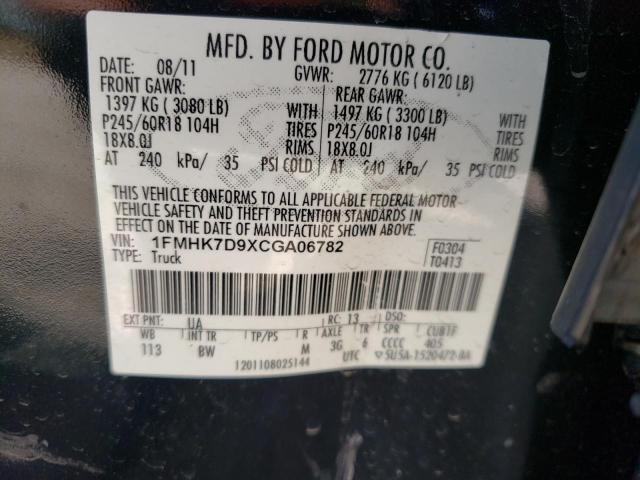 MFD. BY FORD MOTOR CO.
DATE: 08/11 GVWR: 2776 KG ( 6120 LB)
FRONT GAWR: REAR GAWR:
1397 KG ( 3080 LB) WITH 1497 KG ( 3300 LB) WITH
P245/60R18 104H TIRES P245/60R18 104H TIRES
18X8.0J RIMS 18X8.0J RIMS
AT 240 kPa/ 35 PSI COLD AT 240 kPa/ 35 PSI COLD
THIS VEHICLE CONFORMS TO ALL APPLICABLE FEDERAL MOTOR
VEHICLE SAFETY AND THEFT PREVENTION STANDARDS IN
EFFECT ON THE DATE OF MANUFACTURE SHOWN ABOVE.
VIN: 1FMHK7D9XCGA06782 F0304
TYPE: Truck T0413
EXT PNT: UA RC: 13 DSO:
WB INT TR TP/PS R AXLE TR SPR CUBTF
113 BW M 3G 6 CCCC 405
1201108025144 UTC 5U5A-1520472-BA